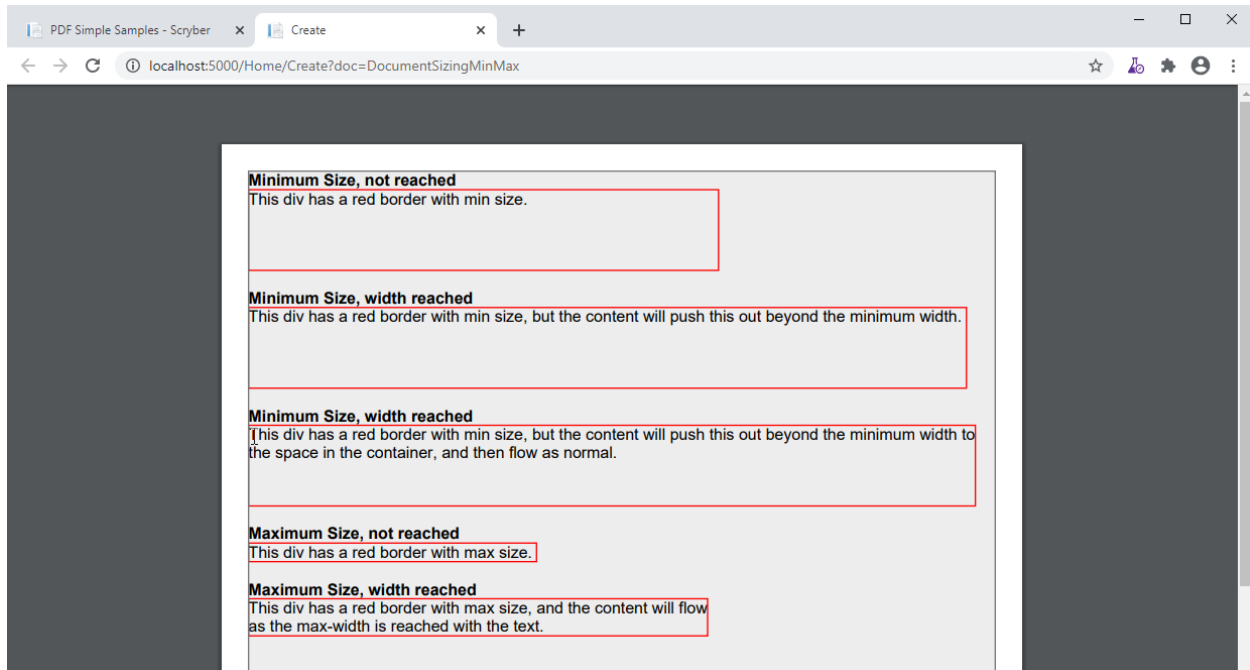 PDF Simple Samples - Scryber
Create
localhost:5000/Home/Create?doc=DocumentSizingMinMax
Minimum Size, not reached
This div has a red border with min size.
Minimum Size, width reached
This div has a red border with min size, but the content will push this out beyond the minimum width.
Minimum Size, width reached
This div has a red border with min size, but the content will push this out beyond the minimum width to
the space in the container, and then flow as normal.
Maximum Size, not reached
This div has a red border with max size.
Maximum Size, width reached
This div has a red border with max size, and the content will flow
as the max-width is reached with the text.